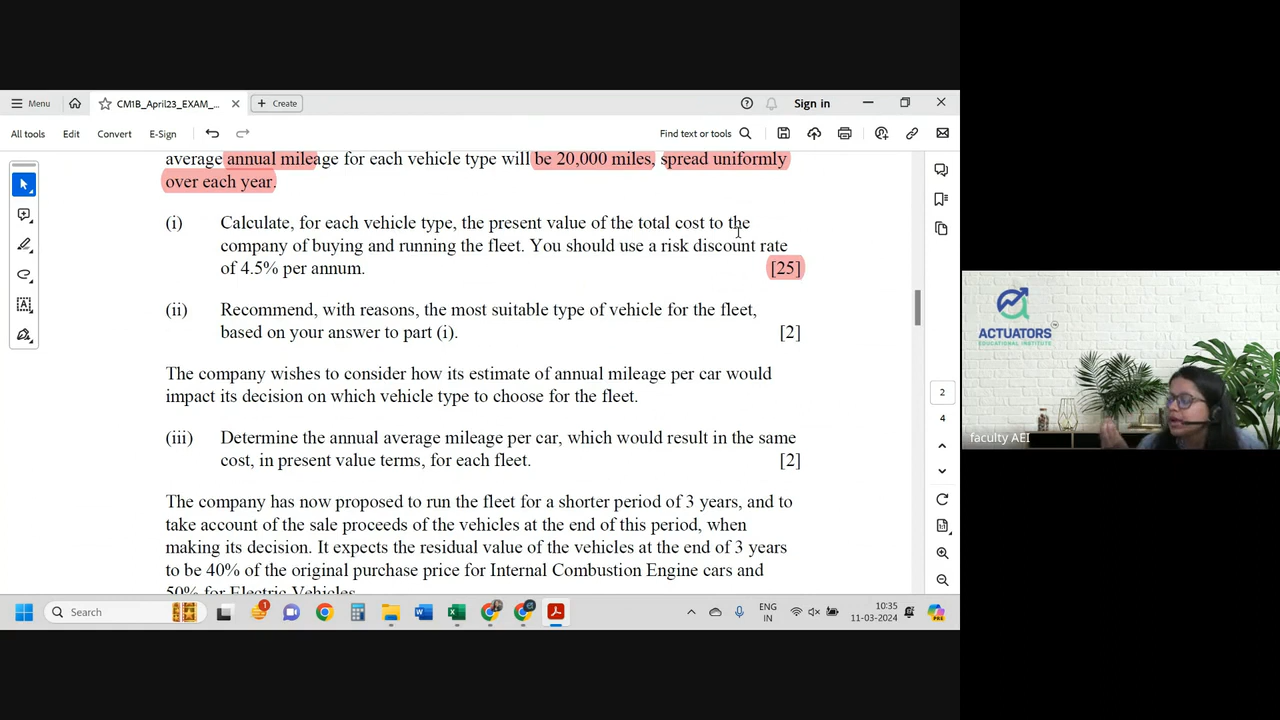 Menu
CM1B_April23_EXAM_...
Create
Sign in
All tools
Edit
Convert
E-Sign
Find text or tools
average annual mileage for each vehicle type will be 20,000 miles, spread uniformly
over each year.
(i) Calculate, for each vehicle type, the present value of the total cost to the
company of buying and running the fleet. You should use a risk discount rate
of 4.5% per annum. [25]
(ii) Recommend, with reasons, the most suitable type of vehicle for the fleet,
based on your answer to part (i). [2]
The company wishes to consider how its estimate of annual mileage per car would
impact its decision on which vehicle type to choose for the fleet.
(iii) Determine the annual average mileage per car, which would result in the same
cost, in present value terms, for each fleet. [2]
The company has now proposed to run the fleet for a shorter period of 3 years, and to
take account of the sale proceeds of the vehicles at the end of this period, when
making its decision. It expects the residual value of the vehicles at the end of 3 years
to be 40% of the original purchase price for Internal Combustion Engine cars and
50% for Electric Vehicles.
2
4
ACTUATORS
EDUCATIONAL INSTITUTE
faculty AEI
Search
1
ENG
IN
10:35
11-03-2024